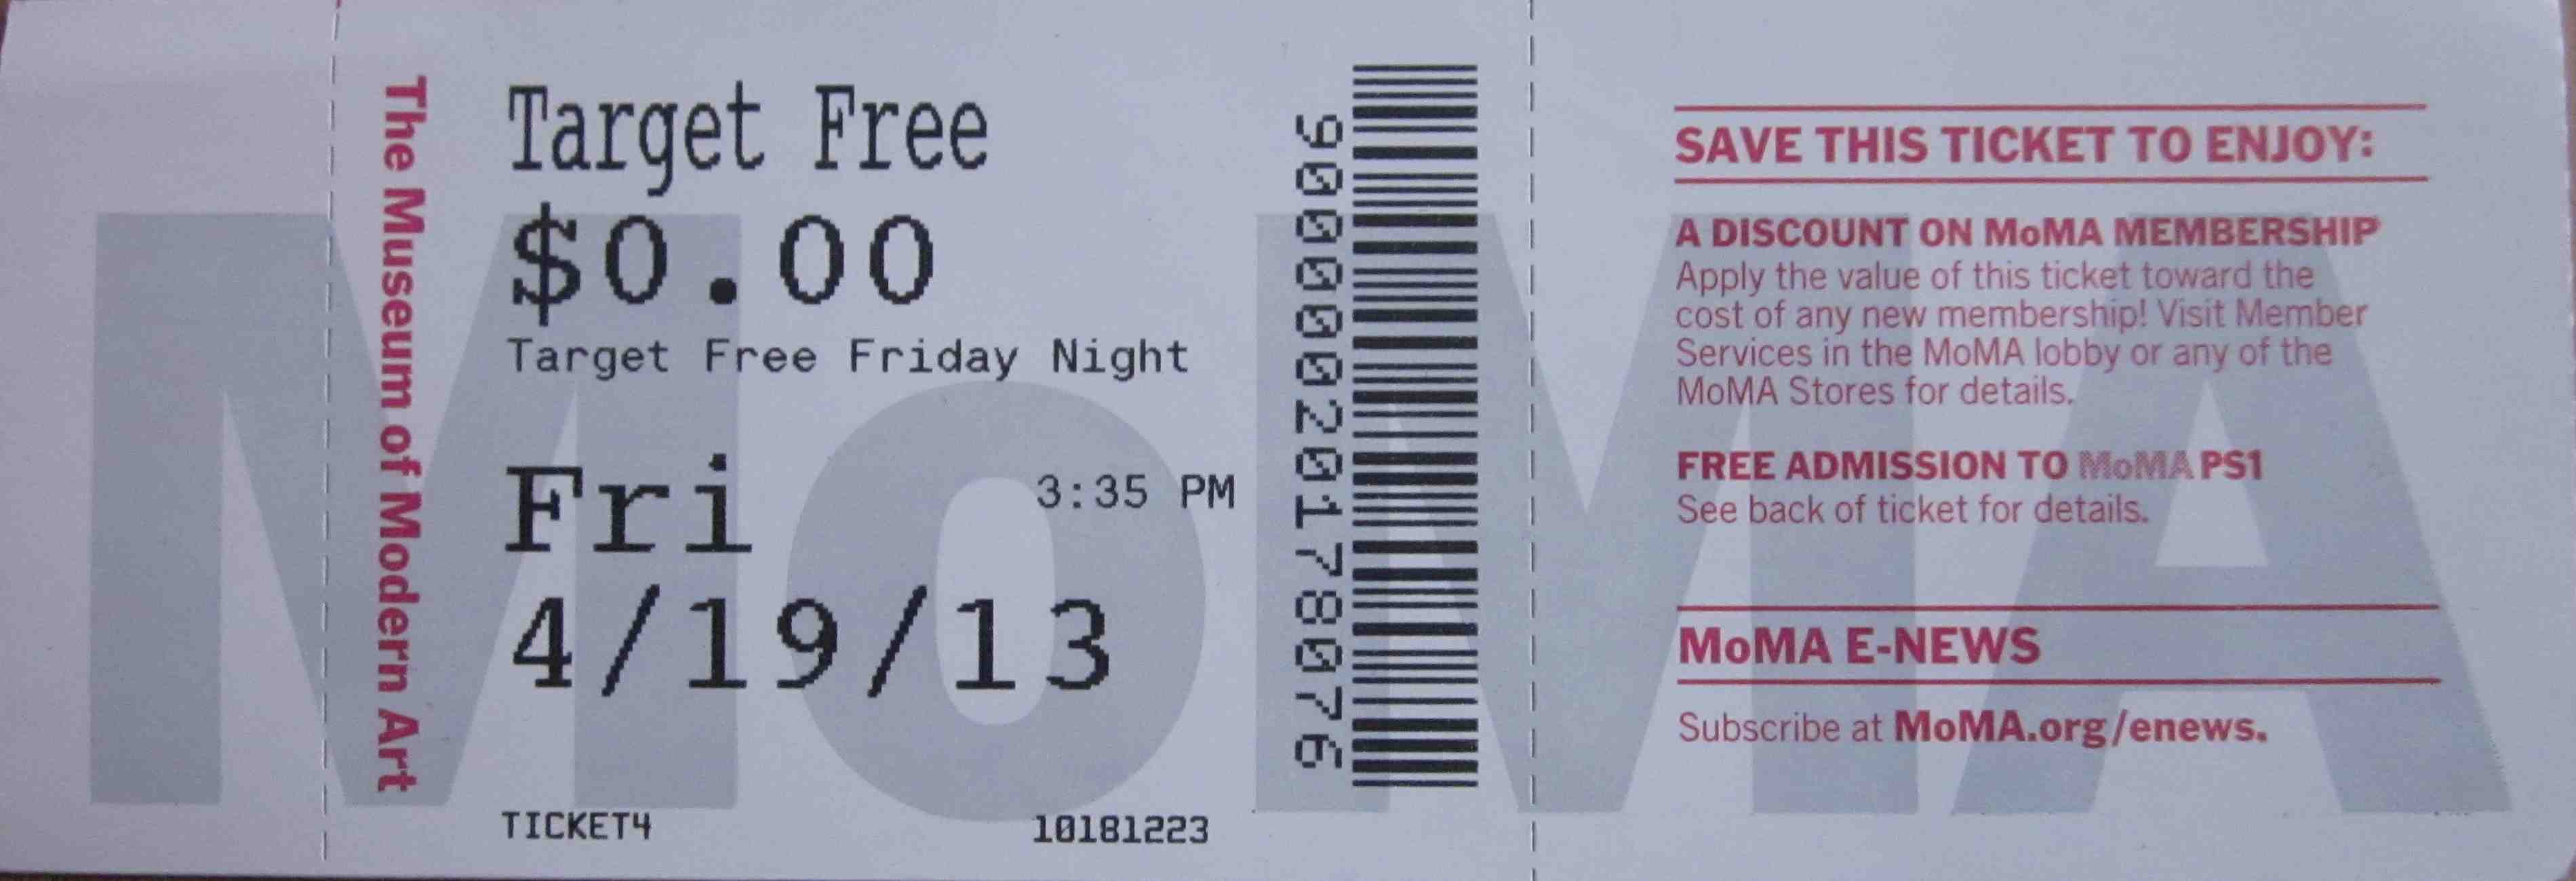 The Museum of Modern Art
Target Free
$0.00
Target Free Friday Night
Fri 3:35 PM
4/19/13
TICKET4 10181223
900000020178076
SAVE THIS TICKET TO ENJOY:
A DISCOUNT ON MoMA MEMBERSHIP
Apply the value of this ticket toward the
cost of any new membership! Visit Member
Services in the MoMA lobby or any of the
MoMA Stores for details.
FREE ADMISSION TO MoMA PS1
See back of ticket for details.
MoMA E-NEWS
Subscribe at MoMA.org/enews.
MoMA